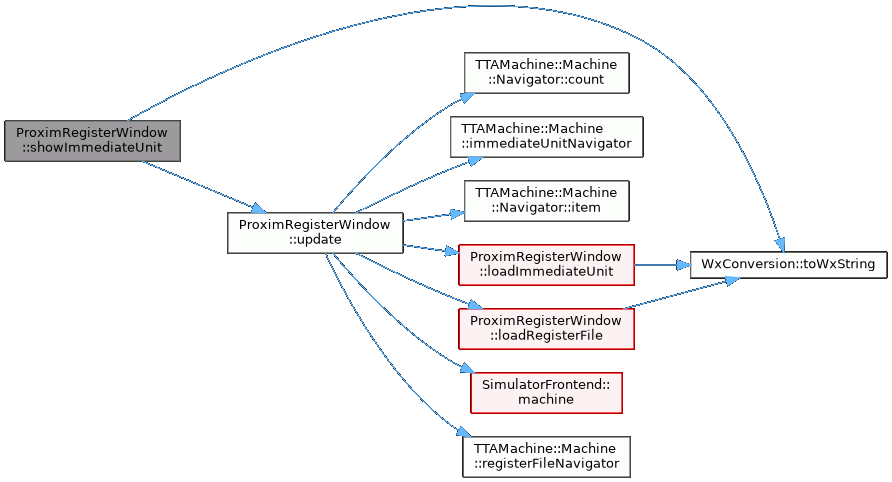 ProximRegisterWindow
::showImmediateUnit
ProximRegisterWindow
::update
TTAMachine::Machine
::Navigator::count
TTAMachine::Machine
::immediateUnitNavigator
TTAMachine::Machine
::Navigator::item
ProximRegisterWindow
::loadImmediateUnit
ProximRegisterWindow
::loadRegisterFile
SimulatorFrontend::
machine
TTAMachine::Machine
::registerFileNavigator
WxConversion::toWxString